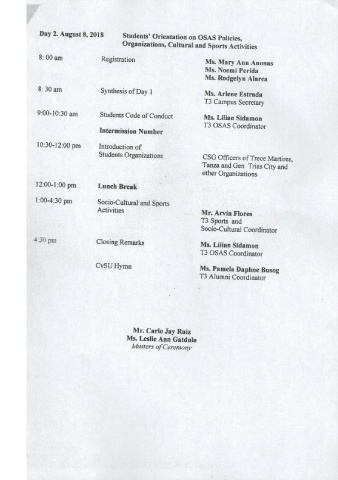 Day 2. August 8, 2018 Students' Orientation on OSAS Policies,
Organizations, Cultural and Sports Activities
8: 00 am Registration Ms. Mary Ann Anonas
Ms. Noemi Perida
Ms. Rodgelyn Alarca
8: 30 am Synthesis of Day 1 Ms. Arlene Estrada
T3 Campus Secretary
9:00-10:30 am Students Code of Conduct Ms. Lilian Sidamon
T3 OSAS Coordinator
Intermission Number
10:30-12:00 pm Introduction of
Students Organizations CSG Officers of Trece Martires,
Tanza and Gen. Trias City and
other Organizations
12:00-1:00 pm Lunch Break
1:00-4:30 pm Socio-Cultural and Sports
Activities Mr. Arvin Flores
T3 Sports and
Socio-Cultural Coordinator
4:30 pm Closing Remarks Ms. Lilian Sidamon
T3 OSAS Coordinator
CvSU Hymn Ms. Pamela Daphne Busog
T3 Alumni Coordinator
Mr. Carlo Jay Ruiz
Ms. Leslie Ann Gatdula
Masters of Ceremony